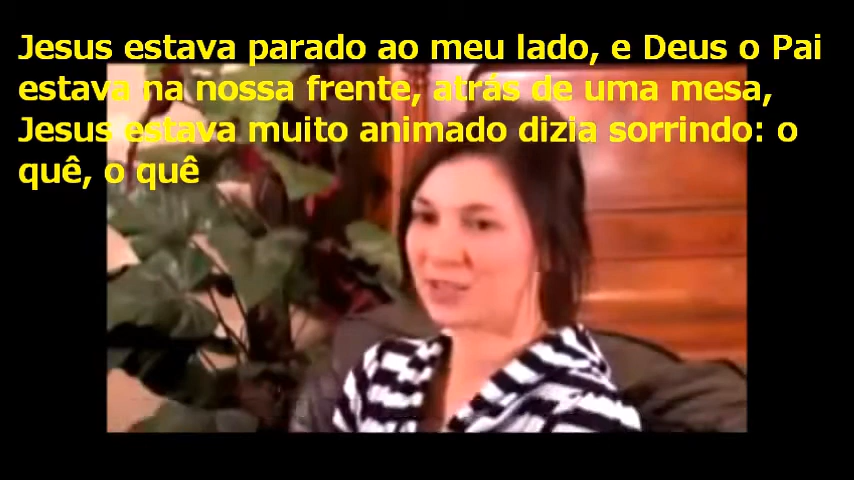 Jesus estava parado ao meu lado, e Deus o Pai
estava na nossa frente, atrás de uma mesa,
Jesus estava muito animado dizia sorrindo: o
quê, o quê